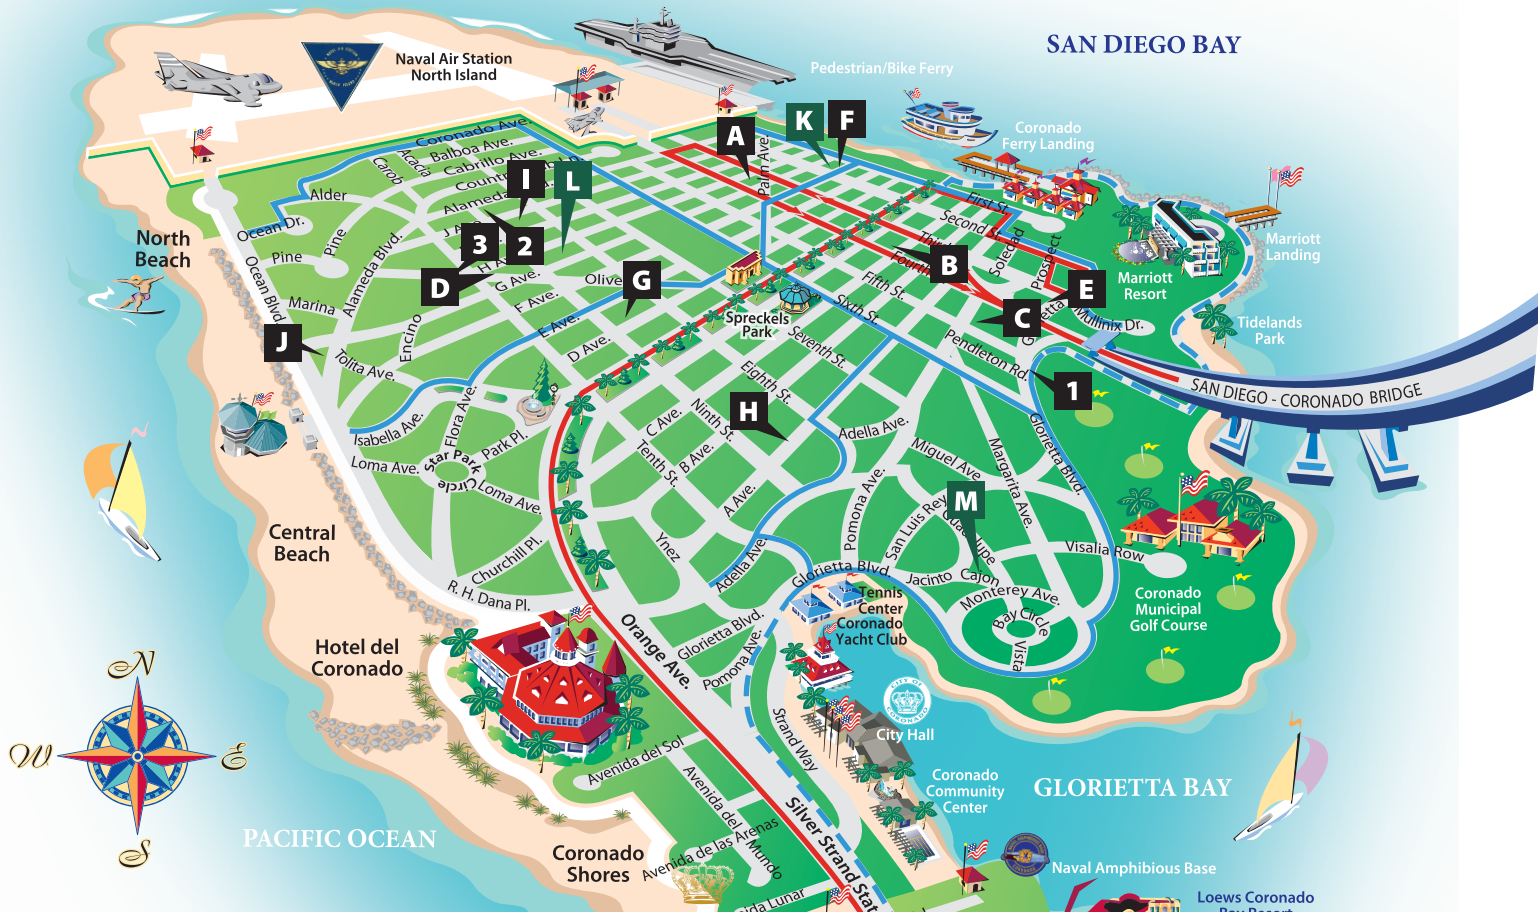 SAN DIEGO BAY
Naval Air Station
North Island
Pedestrian/Bike Ferry
Coronado
Ferry Landing
A
K
F
Coronado Ave.
Balboa Ave.
Acacia
Carob
Cabrillo Ave.
Alder
Alameda
I
L
Palm Ave.
First St.
Second St.
Third
Fourth
Soledad
Prospect
Marriott
Landing
Marriott
Resort
North
Beach
Ocean Dr.
Pine
Pine
Ocean Blvd.
Alameda Blvd.
3
2
D
G Ave.
F Ave.
Olive
G
E Ave.
D Ave.
B
E
C
Fifth St.
Sixth St.
Mullinix Dr.
Tidelands
Park
Spreckels
Park
Seventh St.
Eighth St.
Pendleton Rd.
Marina
Encino
J
Tolita Ave.
SAN DIEGO - CORONADO BRIDGE
1
H
Isabella Ave.
Flora Ave.
Park Pl.
Loma Ave.
Star Park
Circle
Loma Ave.
C Ave.
Ninth St.
Tenth St.
B Ave.
A Ave.
Adella Ave.
Miguel Ave.
Margarita Ave.
Glorietta Blvd.
Pomona Ave.
San Luis Rey
M
Visalia Row
Central
Beach
Churchill Pl.
R. H. Dana Pl.
Ynez
Adella Ave.
Glorietta Blvd.
Jacinto
Cajon
Monterey Ave.
Bay Circle
Vista
Coronado
Municipal
Golf Course
Tennis
Center
Coronado
Yacht Club
Hotel del
Coronado
Orange Ave.
Glorietta Blvd.
Pomona Ave.
CITY OF
CORONADO
City Hall
Strand Way
Coronado
Community
Center
GLORIETTA BAY
N
W
E
S
PACIFIC OCEAN
Avenida del Sol
Avenida del Mundo
Avenida de las Arenas
Silver Strand Stat
Coronado
Shores
ida Lunar
Naval Amphibious Base
Loews Coronado